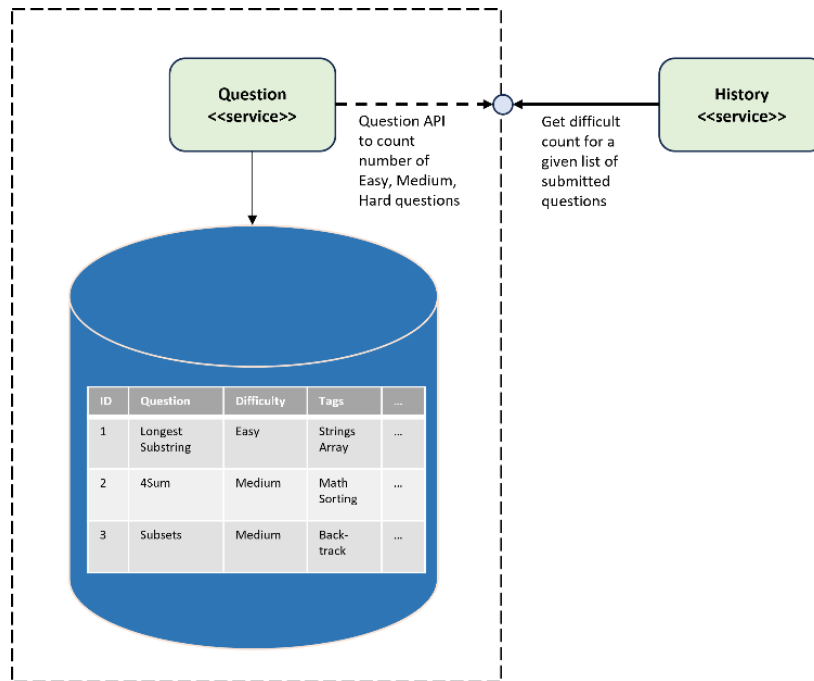 Question
<<service>>
History
<<service>>
Question API
to count
number of
Easy, Medium,
Hard questions
Get difficult
count for a
given list of
submitted
questions
ID Question Difficulty Tags ...
1 Longest Substring Easy Strings Array ...
2 4Sum Medium Math Sorting ...
3 Subsets Medium Back-track ...